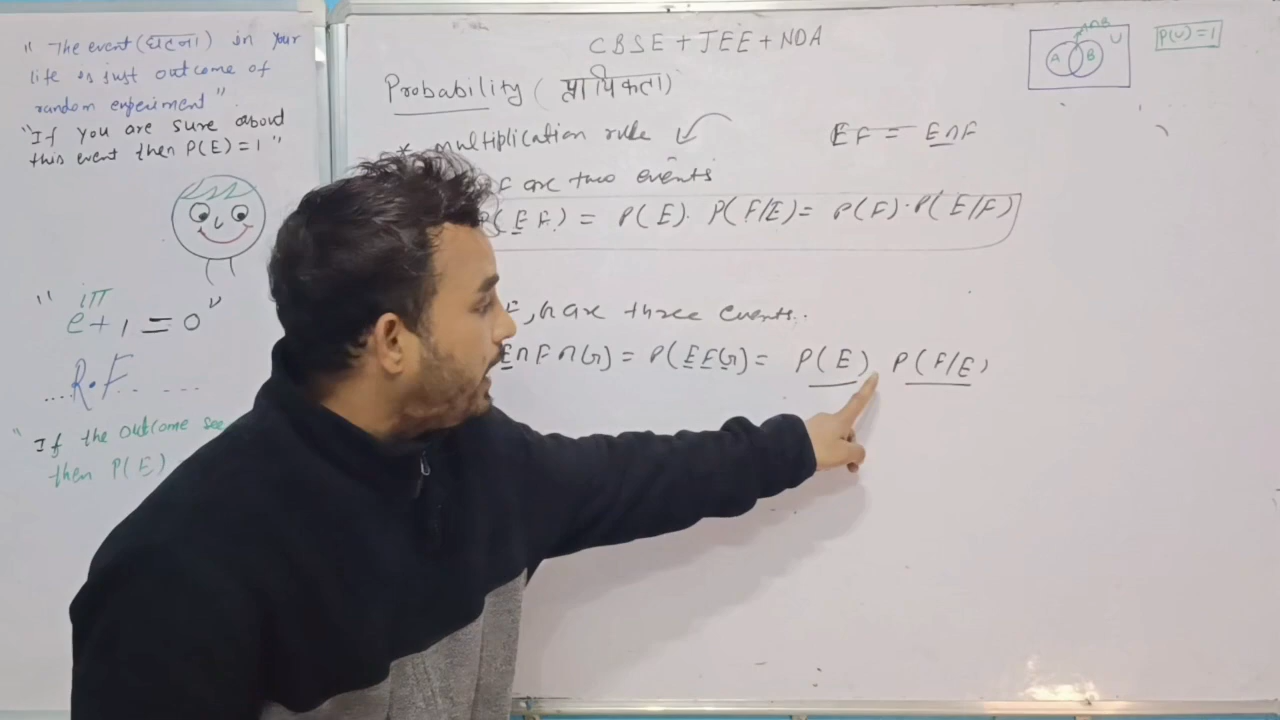 " The event (घटना) in your
life is just outcome of
random experiment"
"If you are sure about
this event then P(E) = 1 "
" e^iπ + 1 = 0 "
....R.F.....
" If the outcome see
then P(E)
CBSE + JEE + NDA
Probability ( प्रायिकता)
* multiplication rule
EF = E∩F
F are two events
P(E F.) = P(E). P(F/E) = P(F).P(E/F)
F, G are three events..
E∩F∩G) = P(EFG) = P(E) P(F/E)
A B U
A∩B
P(U) = 1